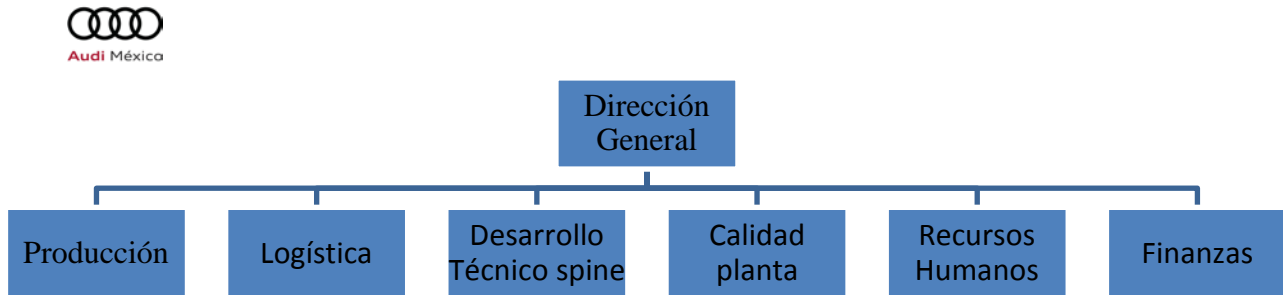 Audi México
Dirección
General
Producción
Logística
Desarrollo
Técnico spine
Calidad
planta
Recursos
Humanos
Finanzas